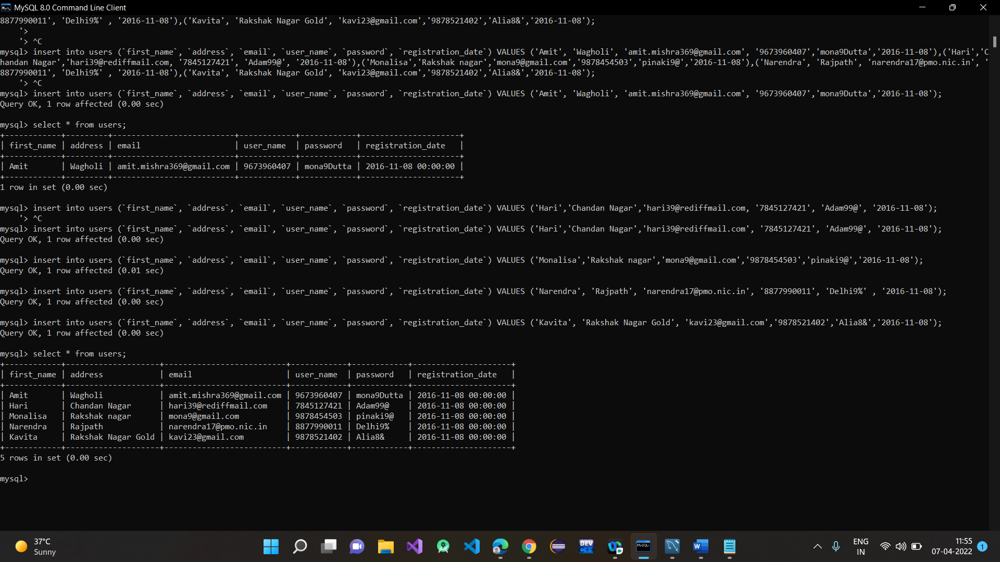 MySQL 8.0 Command Line Client
8877990011', 'Delhi9%' , '2016-11-08'),('Kavita', 'Rakshak Nagar Gold', 'kavi23@gmail.com','9878521402','Alia8&','2016-11-08');
    '>
    '> ^C
mysql> insert into users (`first_name`, `address`, `email`, `user_name`, `password`, `registration_date`) VALUES ('Amit', 'Wagholi', 'amit.mishra369@gmail.com', '9673960407','mona9Dutta','2016-11-08'),('Hari','C
handan Nagar','hari39@rediffmail.com, '7845127421', 'Adam99@', '2016-11-08'),('Monalisa','Rakshak nagar','mona9@gmail.com','9878454503','pinaki9@','2016-11-08'),('Narendra', 'Rajpath', 'narendra17@pmo.nic.in', '
8877990011', 'Delhi9%' , '2016-11-08'),('Kavita', 'Rakshak Nagar Gold', 'kavi23@gmail.com','9878521402','Alia8&','2016-11-08');
    '> ^C
mysql> insert into users (`first_name`, `address`, `email`, `user_name`, `password`, `registration_date`) VALUES ('Amit', 'Wagholi', 'amit.mishra369@gmail.com', '9673960407','mona9Dutta','2016-11-08');
Query OK, 1 row affected (0.00 sec)
mysql> select * from users;
+------------+---------+--------------------------+------------+------------+---------------------+
| first_name | address | email                    | user_name  | password   | registration_date   |
+------------+---------+--------------------------+------------+------------+---------------------+
| Amit       | Wagholi | amit.mishra369@gmail.com | 9673960407 | mona9Dutta | 2016-11-08 00:00:00 |
+------------+---------+--------------------------+------------+------------+---------------------+
1 row in set (0.00 sec)
mysql> insert into users (`first_name`, `address`, `email`, `user_name`, `password`, `registration_date`) VALUES ('Hari','Chandan Nagar','hari39@rediffmail.com, '7845127421', 'Adam99@', '2016-11-08');
    '> ^C
mysql> insert into users (`first_name`, `address`, `email`, `user_name`, `password`, `registration_date`) VALUES ('Hari','Chandan Nagar','hari39@rediffmail.com', '7845127421', 'Adam99@', '2016-11-08');
Query OK, 1 row affected (0.00 sec)
mysql> insert into users (`first_name`, `address`, `email`, `user_name`, `password`, `registration_date`) VALUES ('Monalisa','Rakshak nagar','mona9@gmail.com','9878454503','pinaki9@','2016-11-08');
Query OK, 1 row affected (0.01 sec)
mysql> insert into users (`first_name`, `address`, `email`, `user_name`, `password`, `registration_date`) VALUES ('Narendra', 'Rajpath', 'narendra17@pmo.nic.in', '8877990011', 'Delhi9%' , '2016-11-08');
Query OK, 1 row affected (0.00 sec)
mysql> insert into users (`first_name`, `address`, `email`, `user_name`, `password`, `registration_date`) VALUES ('Kavita', 'Rakshak Nagar Gold', 'kavi23@gmail.com','9878521402','Alia8&','2016-11-08');
Query OK, 1 row affected (0.00 sec)
mysql> select * from users;
+------------+--------------------+--------------------------+------------+------------+---------------------+
| first_name | address            | email                    | user_name  | password   | registration_date   |
+------------+--------------------+--------------------------+------------+------------+---------------------+
| Amit       | Wagholi            | amit.mishra369@gmail.com | 9673960407 | mona9Dutta | 2016-11-08 00:00:00 |
| Hari       | Chandan Nagar      | hari39@rediffmail.com    | 7845127421 | Adam99@    | 2016-11-08 00:00:00 |
| Monalisa   | Rakshak nagar      | mona9@gmail.com          | 9878454503 | pinaki9@   | 2016-11-08 00:00:00 |
| Narendra   | Rajpath            | narendra17@pmo.nic.in    | 8877990011 | Delhi9%    | 2016-11-08 00:00:00 |
| Kavita     | Rakshak Nagar Gold | kavi23@gmail.com         | 9878521402 | Alia8&     | 2016-11-08 00:00:00 |
+------------+--------------------+--------------------------+------------+------------+---------------------+
5 rows in set (0.00 sec)
mysql>
37°C
Sunny
DEV
C++
MySQL
W
ENG
IN
11:55
07-04-2022
1